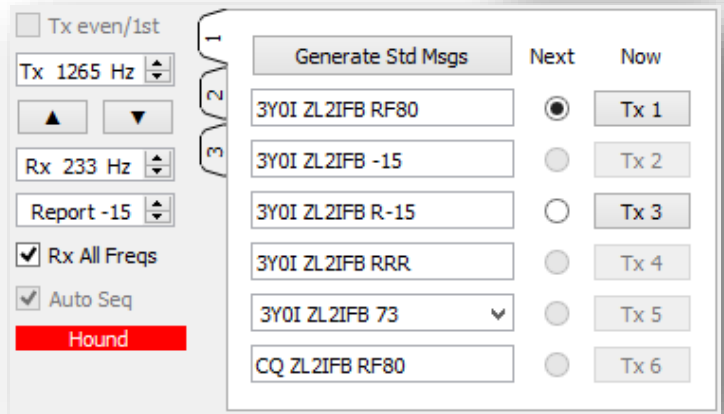 Tx even/1st
Tx 1265 Hz
▲ ▼
Rx 233 Hz
Report -15
Rx All Freqs
Auto Seq
Hound
1
2
3
Generate Std Msgs Next Now
3Y0I ZL2IFB RF80 Tx 1
3Y0I ZL2IFB -15 Tx 2
3Y0I ZL2IFB R-15 Tx 3
3Y0I ZL2IFB RRR Tx 4
3Y0I ZL2IFB 73 Tx 5
CQ ZL2IFB RF80 Tx 6